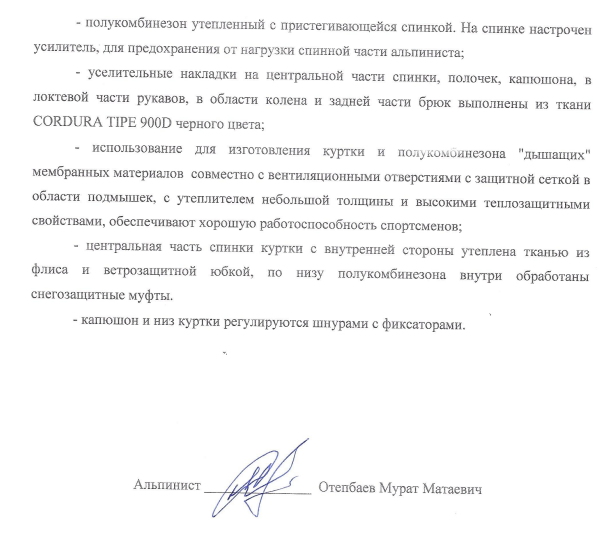 - полукомбинезон утепленный с пристегивающейся спинкой. На спинке настрочен
усилитель, для предохранения от нагрузки спинной части альпиниста;
- уселительные накладки на центральной части спинки, полочек, капюшона, в
локтевой части рукавов, в области колена и задней части брюк выполнены из ткани
CORDURA TIPE 900D черного цвета;
- использование для изготовления куртки и полукомбинезона "дышащих"
мембранных материалов совместно с вентиляционными отверстиями с защитной сеткой в
области подмышек, с утеплителем небольшой толщины и высокими теплозащитными
свойствами, обеспечивают хорошую работоспособность спортсменов;
- центральная часть спинки куртки с внутренней стороны утеплена тканью из
флиса и ветрозащитной юбкой, по низу полукомбинезона внутри обработаны
снегозащитные муфты.
- капюшон и низ куртки регулируются шнурами с фиксаторами.
Альпинист ______________ Отепбаев Мурат Матаевич